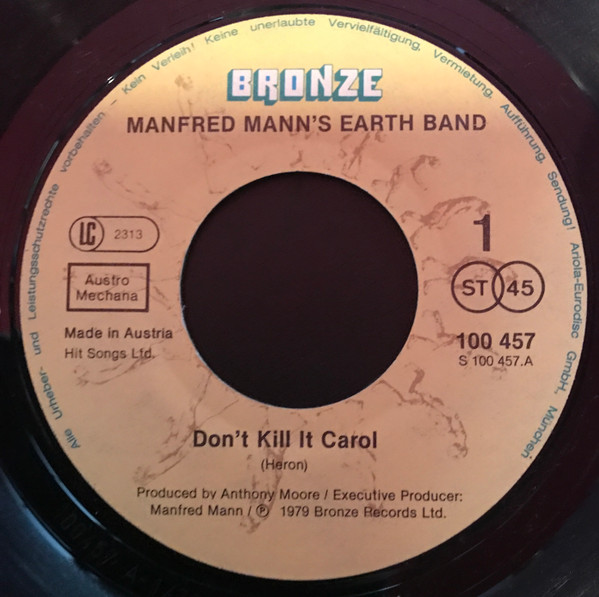 Alle Urheber- und Leistungsschutzrechte vorbehalten - Kein Verleih! Keine unerlaubte Vervielfältigung, Vermietung, Aufführung, Sendung! Ariola-Eurodisc GmbH, München
BRONZE
MANFRED MANN'S EARTH BAND
LC 2313
1
Austro
Mechana
ST 45
Made in Austria
Hit Songs Ltd.
100 457
S 100 457.A
Don't Kill It Carol
(Heron)
Produced by Anthony Moore / Executive Producer:
Manfred Mann / Ⓟ 1979 Bronze Records Ltd.